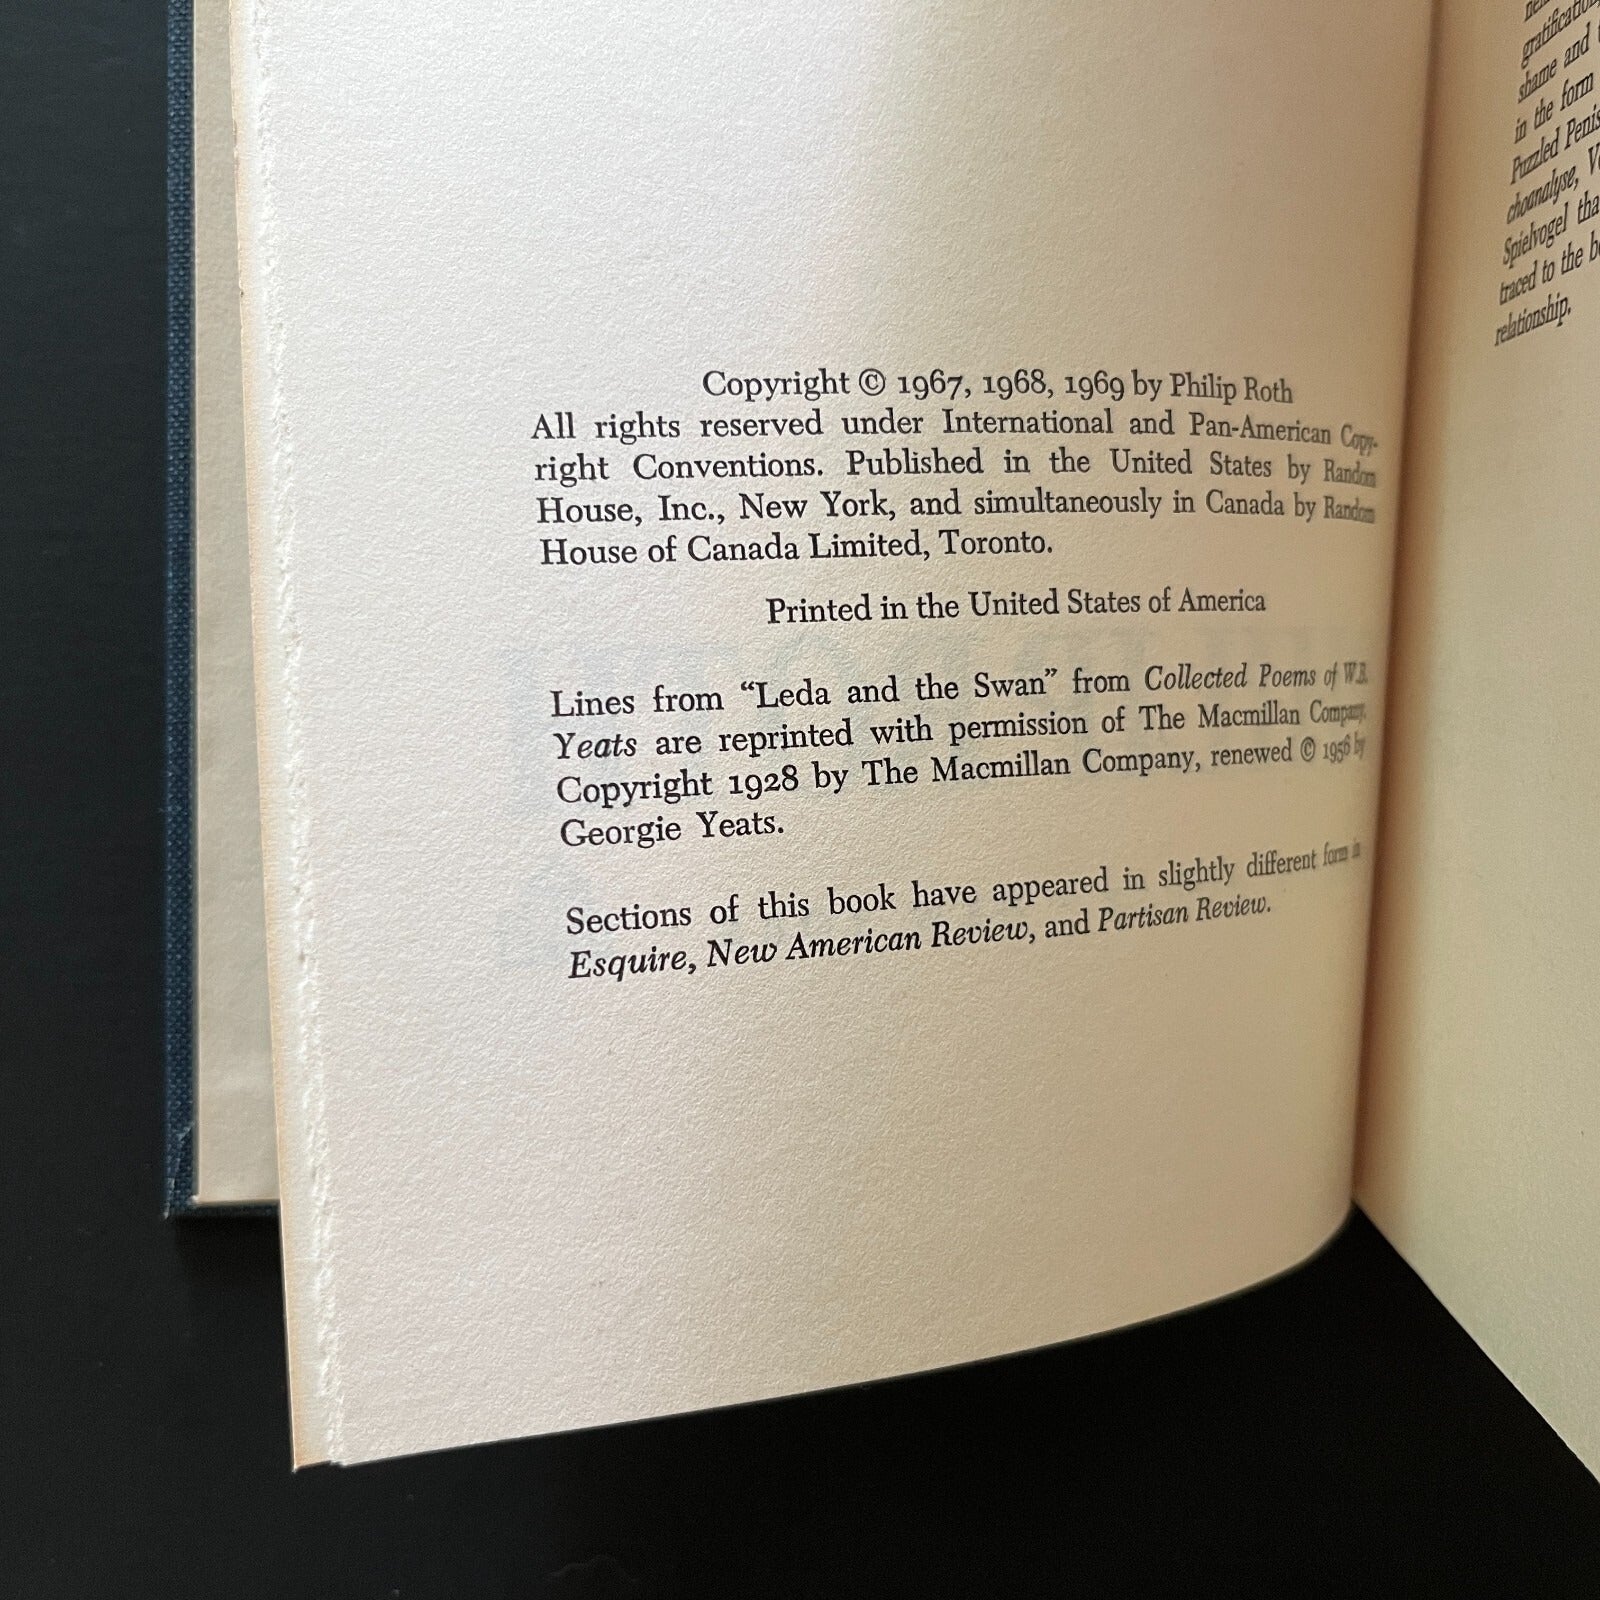 Copyright © 1967, 1968, 1969 by Philip Roth
All rights reserved under International and Pan-American Copy-
right Conventions. Published in the United States by Random
House, Inc., New York, and simultaneously in Canada by Random
House of Canada Limited, Toronto.
Printed in the United States of America
Lines from “Leda and the Swan” from Collected Poems of W.B.
Yeats are reprinted with permission of The Macmillan Company.
Copyright 1928 by The Macmillan Company, renewed © 1956 by
Georgie Yeats.
Sections of this book have appeared in slightly different form in
Esquire, New American Review, and Partisan Review.
gratification,
shame and
in the form
Puzzled Penis
choanalyse,
Spielvogel tha
traced to the b
relationship.